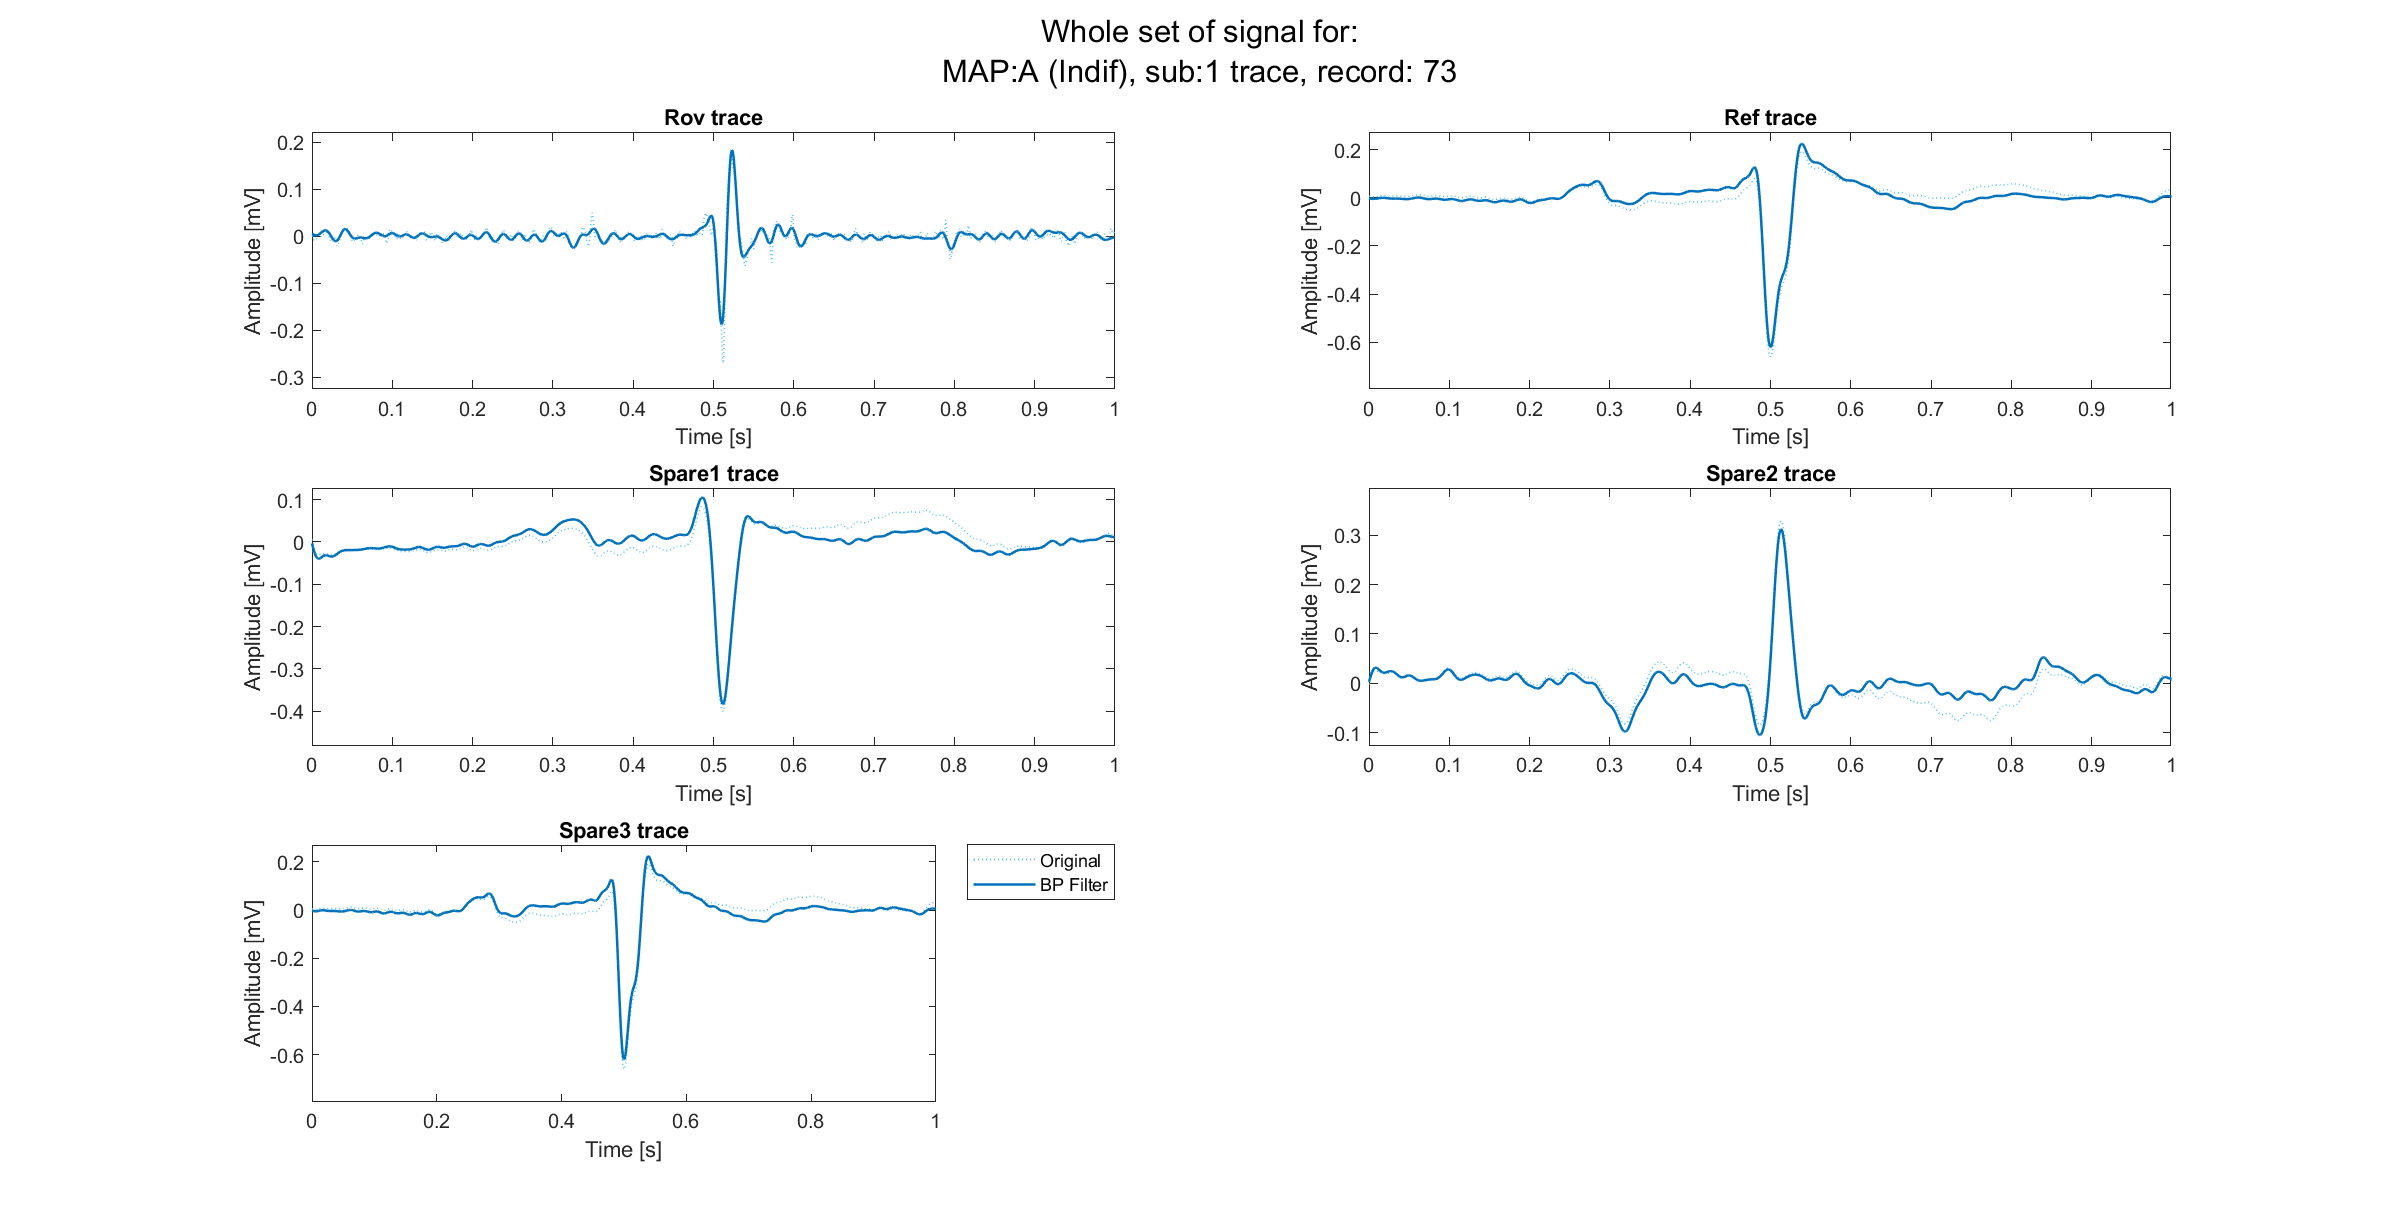 Whole set of signal for:
MAP:A (Indif), sub:1 trace, record: 73
Rov trace
0.2
0.1
0
-0.1
-0.2
-0.3
Amplitude [mV]
0 0.1 0.2 0.3 0.4 0.5 0.6 0.7 0.8 0.9 1
Time [s]
Ref trace
0.2
0
-0.2
-0.4
-0.6
Amplitude [mV]
0 0.1 0.2 0.3 0.4 0.5 0.6 0.7 0.8 0.9 1
Time [s]
Spare1 trace
0.1
0
-0.1
-0.2
-0.3
-0.4
Amplitude [mV]
0 0.1 0.2 0.3 0.4 0.5 0.6 0.7 0.8 0.9 1
Time [s]
Spare2 trace
0.3
0.2
0.1
0
-0.1
Amplitude [mV]
0 0.1 0.2 0.3 0.4 0.5 0.6 0.7 0.8 0.9 1
Time [s]
Spare3 trace
0.2
0
-0.2
-0.4
-0.6
Amplitude [mV]
0 0.2 0.4 0.6 0.8 1
Time [s]
Original
BP Filter